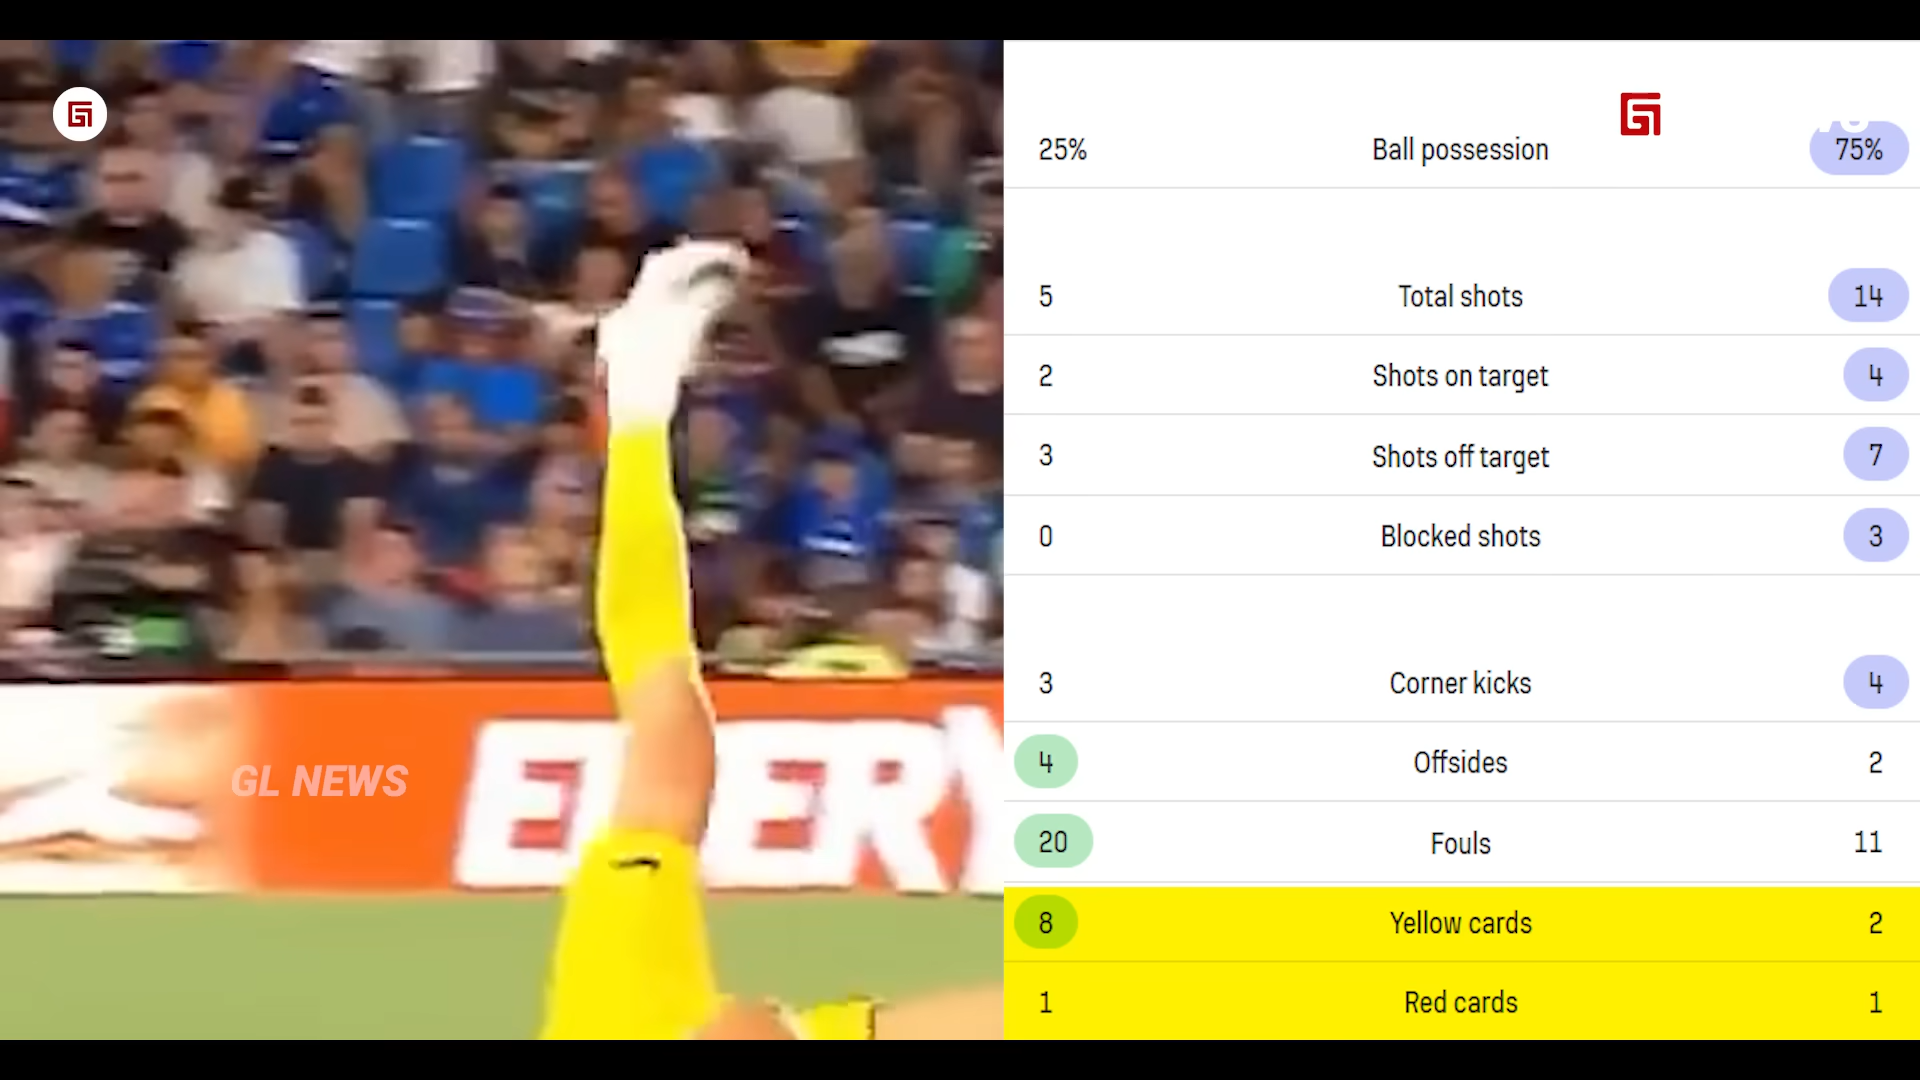 GL NEWS
25% Ball possession 75%
5 Total shots 14
2 Shots on target 4
3 Shots off target 7
0 Blocked shots 3
3 Corner kicks 4
4 Offsides 2
20 Fouls 11
8 Yellow cards 2
1 Red cards 1